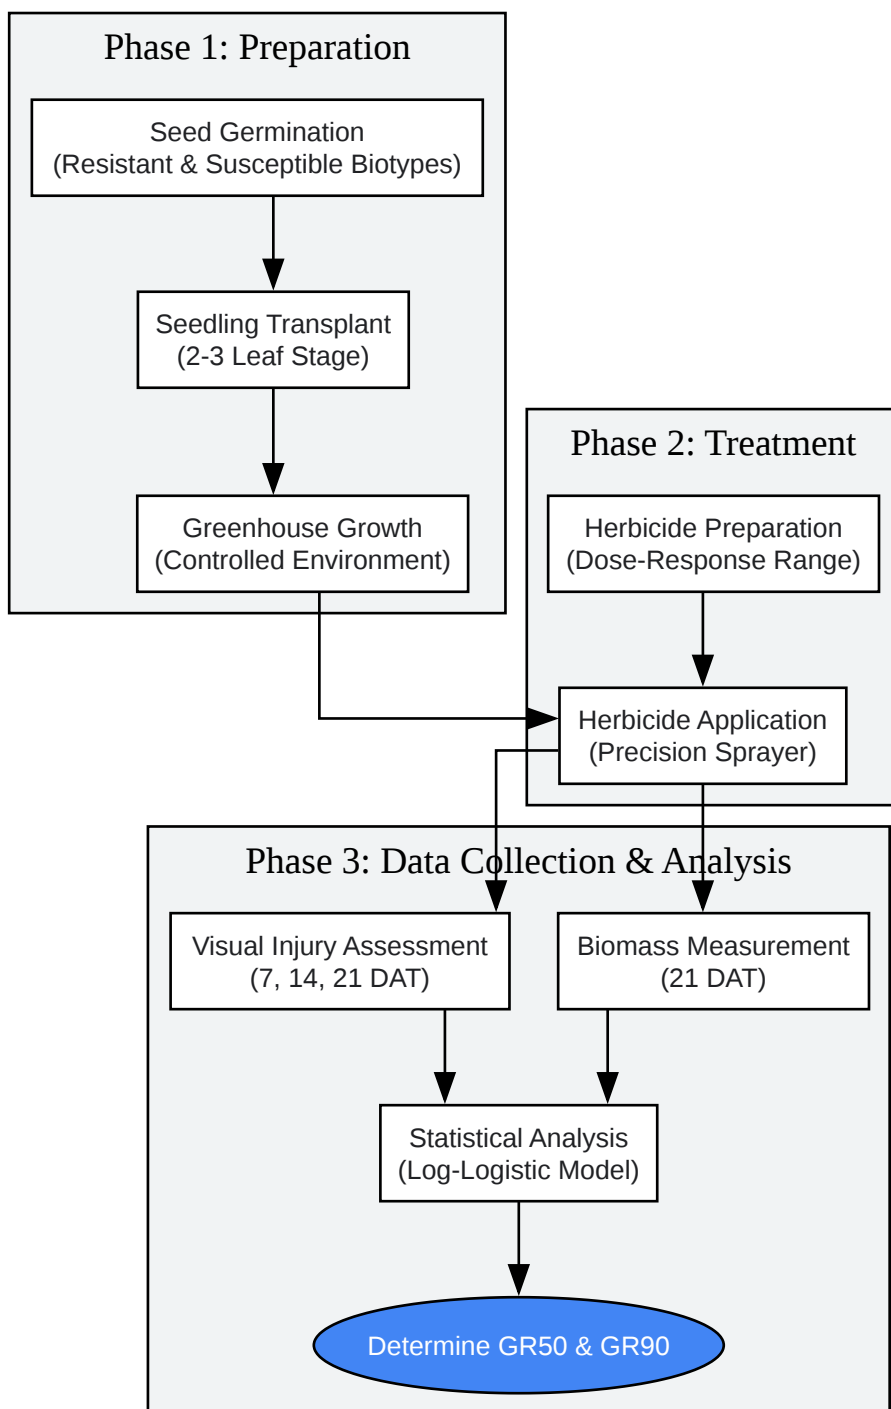 Phase 1: Preparation
Seed Germination
(Resistant & Susceptible Biotypes)
Seedling Transplant
(2-3 Leaf Stage)
Greenhouse Growth
(Controlled Environment)
Phase 2: Treatment
Herbicide Preparation
(Dose-Response Range)
Herbicide Application
(Precision Sprayer)
Phase 3: Data Collection & Analysis
Visual Injury Assessment
(7, 14, 21 DAT)
Biomass Measurement
(21 DAT)
Statistical Analysis
(Log-Logistic Model)
Determine GR50 & GR90